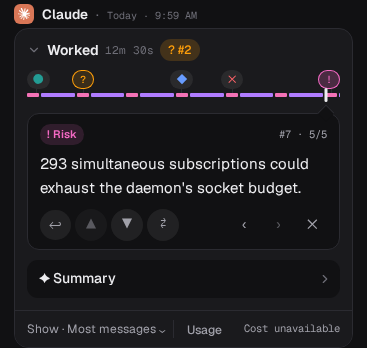 Claude · Today · 9:59 AM
Worked 12m 30s ? #2
?
!
! Risk #7 · 5/5
293 simultaneous subscriptions could
exhaust the daemon's socket budget.
Summary
Show · Most messages Usage Cost unavailable